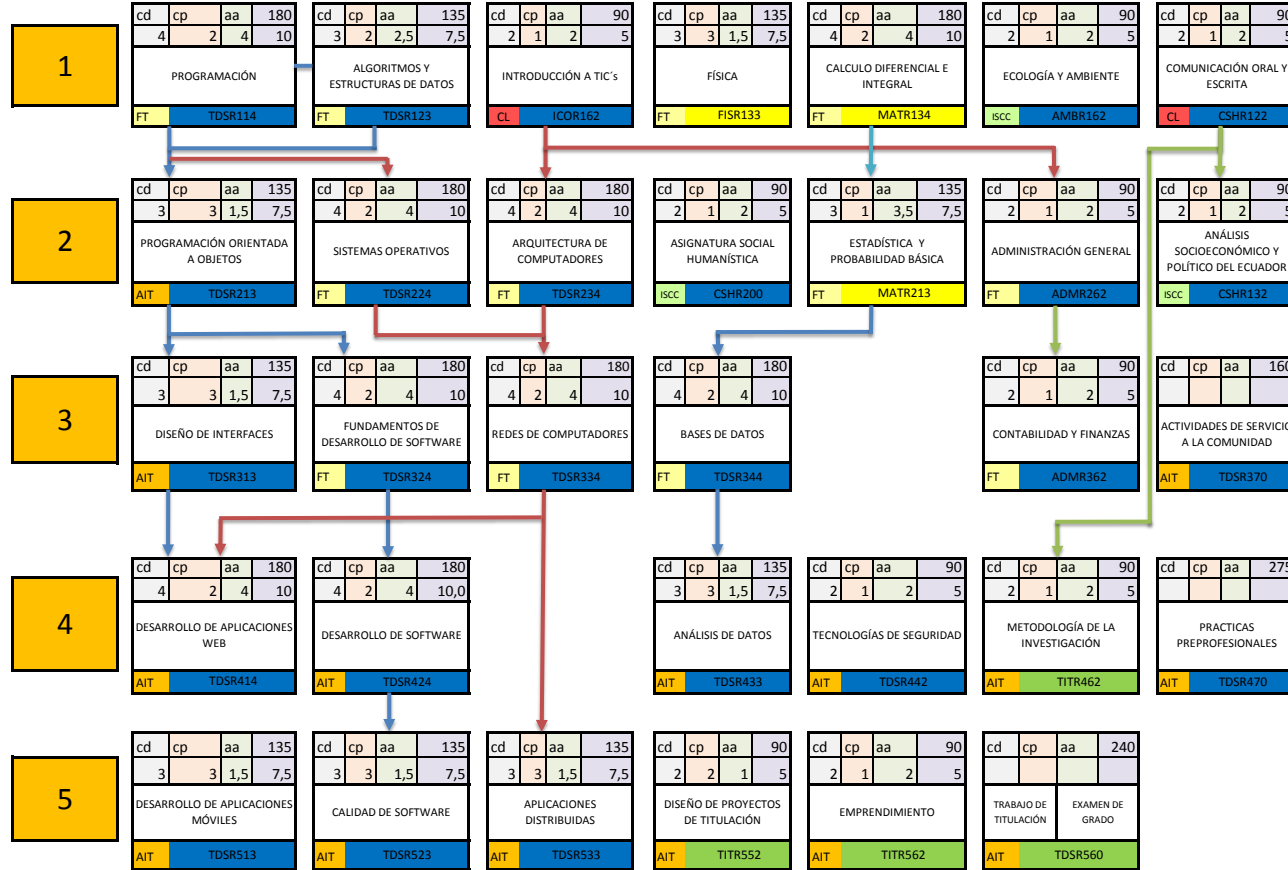 cd cp aa 180 cd cp aa 135 cd cp aa 90 cd cp aa 135 cd cp aa 180 cd cp aa 90 cd cp aa 90
4 2 4 10 3 2 2,5 7,5 2 1 2 5 3 3 1,5 7,5 4 2 4 10 2 1 2 5 2 1 2 5
1
PROGRAMACIÓN
ALGORITMOS Y
ESTRUCTURAS DE DATOS
INTRODUCCIÓN A TIC´s
FÍSICA
CALCULO DIFERENCIAL E
INTEGRAL
ECOLOGÍA Y AMBIENTE
COMUNICACIÓN ORAL Y
ESCRITA
FT TDSR114 FT TDSR123 CL ICOR162 FT FISR133 FT MATR134 ISCC AMBR162 CL CSHR122
cd cp aa 135 cd cp aa 180 cd cp aa 180 cd cp aa 90 cd cp aa 135 cd cp aa 90 cd cp aa 90
3 3 1,5 7,5 4 2 4 10 4 2 4 10 2 1 2 5 3 1 3,5 7,5 2 1 2 5 2 1 2 5
2
PROGRAMACIÓN ORIENTADA
A OBJETOS
SISTEMAS OPERATIVOS
ARQUITECTURA DE
COMPUTADORES
ASIGNATURA SOCIAL
HUMANÍSTICA
ESTADÍSTICA Y
PROBABILIDAD BÁSICA
ADMINISTRACIÓN GENERAL
ANÁLISIS
SOCIOECONÓMICO Y
POLÍTICO DEL ECUADOR
AIT TDSR213 FT TDSR224 FT TDSR234 ISCC CSHR200 FT MATR213 FT ADMR262 ISCC CSHR132
cd cp aa 135 cd cp aa 180 cd cp aa 180 cd cp aa 180 cd cp aa 90 cd cp aa 160
3 3 1,5 7,5 4 2 4 10 4 2 4 10 4 2 4 10 2 1 2 5
3
DISEÑO DE INTERFACES
FUNDAMENTOS DE
DESARROLLO DE SOFTWARE
REDES DE COMPUTADORES
BASES DE DATOS
CONTABILIDAD Y FINANZAS
ACTIVIDADES DE SERVICIO
A LA COMUNIDAD
AIT TDSR313 FT TDSR324 FT TDSR334 FT TDSR344 FT ADMR362 AIT TDSR370
cd cp aa 180 cd cp aa 180 cd cp aa 135 cd cp aa 90 cd cp aa 90 cd cp aa 275
4 2 4 10 4 2 4 10,0 3 3 1,5 7,5 2 1 2 5 2 1 2 5
4
DESARROLLO DE APLICACIONES
WEB
DESARROLLO DE SOFTWARE
ANÁLISIS DE DATOS
TECNOLOGÍAS DE SEGURIDAD
METODOLOGÍA DE LA
INVESTIGACIÓN
PRACTICAS
PREPROFESIONALES
AIT TDSR414 AIT TDSR424 AIT TDSR433 AIT TDSR442 AIT TITR462 AIT TDSR470
cd cp aa 135 cd cp aa 135 cd cp aa 135 cd cp aa 90 cd cp aa 90 cd cp aa 240
3 3 1,5 7,5 3 3 1,5 7,5 3 3 1,5 7,5 2 2 1 5 2 1 2 5
5
DESARROLLO DE APLICACIONES
MÓVILES
CALIDAD DE SOFTWARE
APLICACIONES
DISTRIBUIDAS
DISEÑO DE PROYECTOS
DE TITULACIÓN
EMPRENDIMIENTO
TRABAJO DE
TITULACIÓN
EXAMEN DE
GRADO
AIT TDSR513 AIT TDSR523 AIT TDSR533 AIT TITR552 AIT TITR562 AIT TDSR560